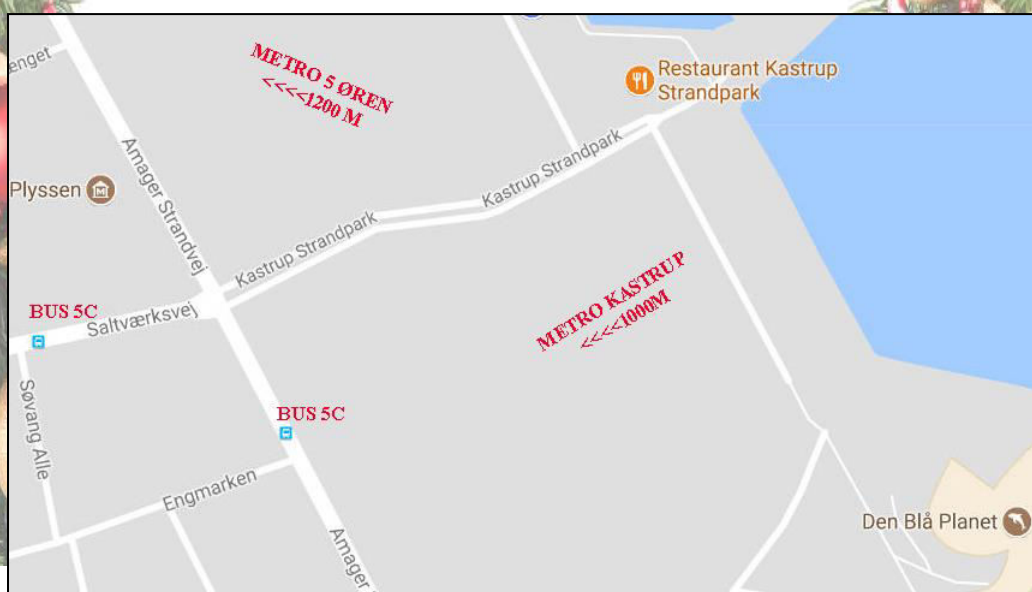 enget
METRO 5 ØREN
<<<<1200 M
Restaurant Kastrup
Strandpark
Amager Strandvej
Kastrup Strandpark
Plyssen
Kastrup Strandpark
METRO KASTRUP
<<<<1000M
BUS 5C
Saltværksvej
BUS 5C
Søvang Alle
Engmarken
Den Blå Planet
Amager